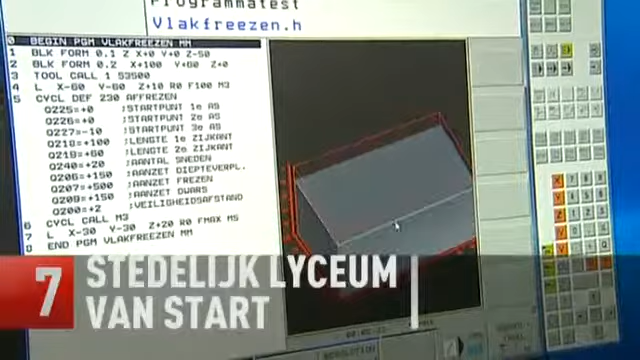 Programmatest
Vlakfreezen.h
0 BEGIN PGM VLAKFREEZEN MM
1 BLK FORM 0.1 Z X+0 Y+0 Z-50
2 BLK FORM 0.2 X+100 Y+60 Z+0
3 TOOL CALL 1 S3500
4 L X-60 Y-60 Z+10 R0 F100 M3
5 CYCL DEF 230 AFFREZEN
Q225=+0 ;STARTPUNT 1e AS
Q226=+0 ;STARTPUNT 2e AS
Q227=-10 ;STARTPUNT 3e AS
Q218=+100 ;LENGTE 1e ZIJKANT
Q219=+60 ;LENGTE 2e ZIJKANT
Q240=+20 ;AANTAL SNEDEN
Q206=+150 ;AANZET DIEPTEVERPL.
Q207=+500 ;AANZET FREZEN
Q209=+150 ;AANZET DWARS
Q200=+2 ;VEILIGHEIDSAFSTAND
6 CYCL CALL M3
7 L X-30 Y-30 Z+20 R0 FMAX M5
END PGM VLAKFREEZEN MM
7
STEDELIJK LYCEUM
VAN START